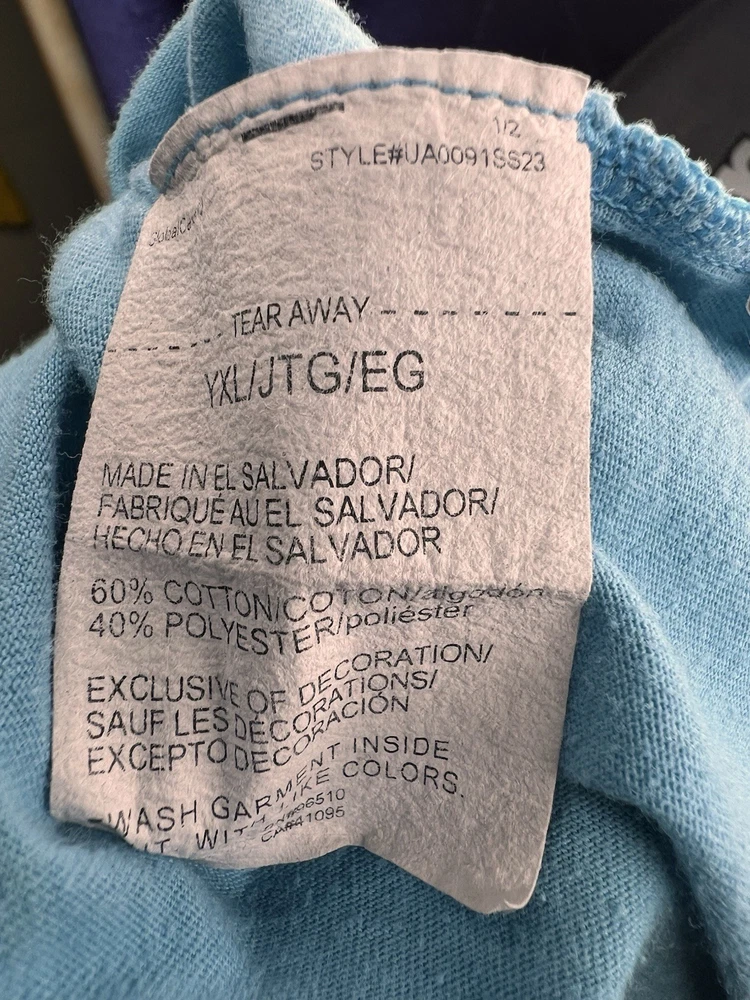 1/2
STYLE#UA0091SS23
TEAR AWAY
YXL/JTG/EG
MADE IN EL SALVADOR/
FABRIQUÉ AU EL SALVADOR/
HECHO EN EL SALVADOR
60% COTTON/COTON/algodón
40% POLYESTER/poliéster
EXCLUSIVE OF DECORATION/
SAUF LES DÉCORATIONS/
EXCEPTO DECORACIÓN
WASH GARMENT INSIDE
WITH LIKE COLORS.
CA#41095